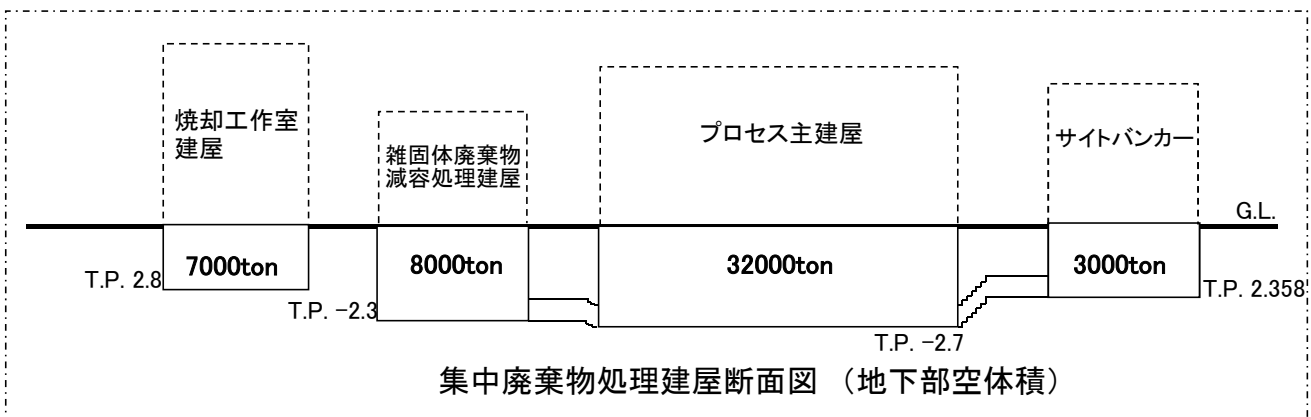 焼却工作室
建屋
雑固体廃棄物
減容処理建屋
プロセス主建屋
サイトバンカー
G.L.
7000ton
8000ton
32000ton
3000ton
T.P. 2.8
T.P. -2.3
T.P. -2.7
T.P. 2.358
集中廃棄物処理建屋断面図 (地下部空体積)